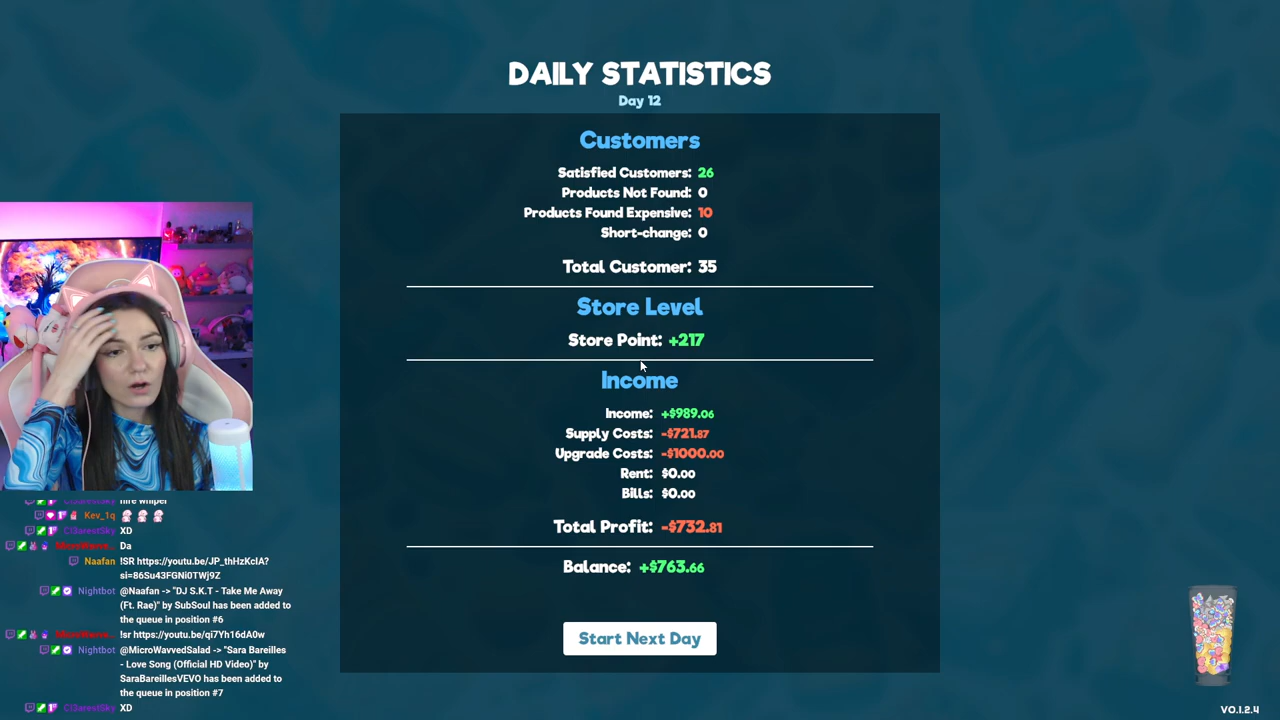 DAILY STATISTICS
Day 12
Customers
Satisfied Customers: 26
Products Not Found: 0
Products Found Expensive: 10
Short-change: 0
Total Customer: 35
Store Level
Store Point: +217
Income
Income: +$989.06
Supply Costs: -$721.87
Upgrade Costs: -$1000.00
Rent: $0.00
Bills: $0.00
Total Profit: -$732.81
Balance: +$763.66
Start Next Day
Kev_1q
Cl3arestSky XD
Da
Naafan !SR https://youtu.be/JP_thHzKcIA?
si=86Su43FGNi0TWj9Z
Nightbot @Naafan -> "DJ S.K.T - Take Me Away
(Ft. Rae)" by SubSoul has been added to
the queue in position #6
!sr https://youtu.be/qi7Yh16dA0w
Nightbot @MicroWavvedSalad -> "Sara Bareilles
- Love Song (Official HD Video)" by
SaraBareillesVEVO has been added to
the queue in position #7
Cl3arestSky XD
V0.1.2.4